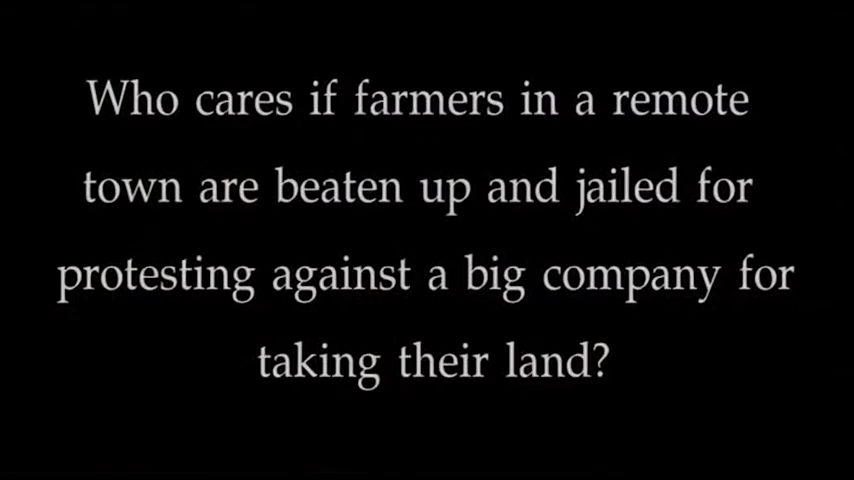 Who cares if farmers in a remote
town are beaten up and jailed for
protesting against a big company for
taking their land?